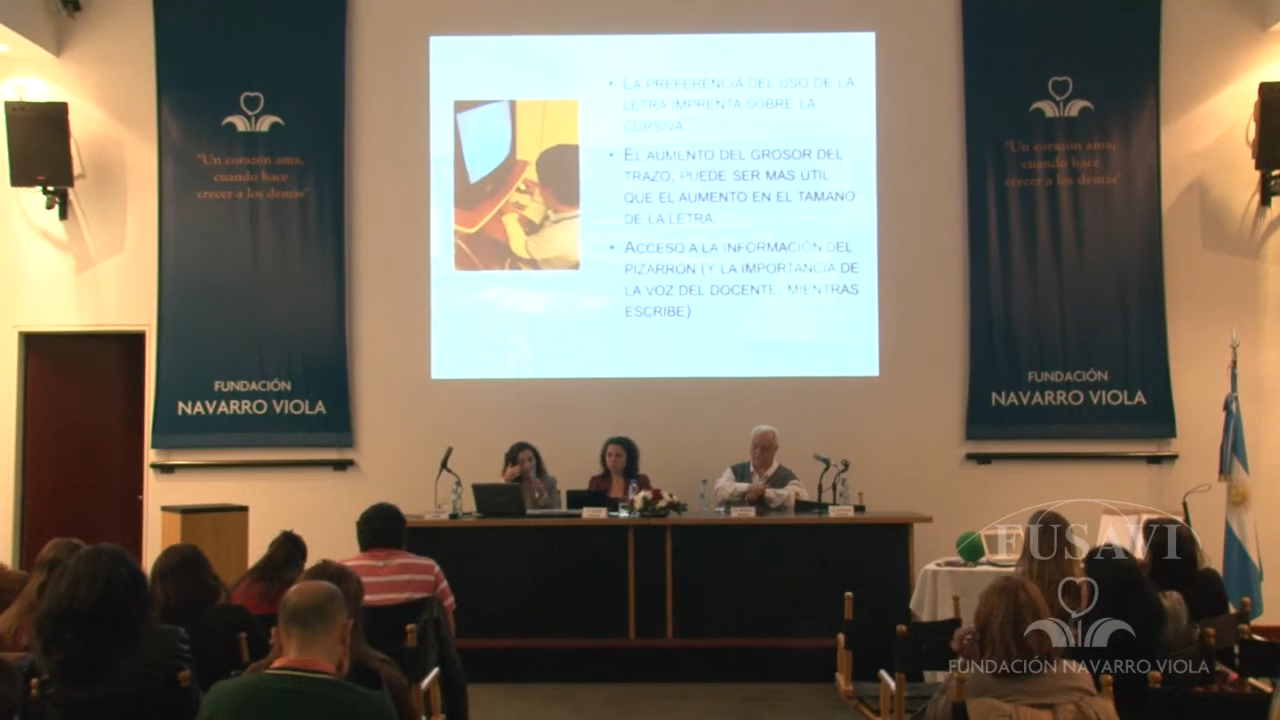 • LA PREFERENCIA DEL USO DE LA
LETRA IMPRENTA SOBRE LA
CURSIVA.
• EL AUMENTO DEL GROSOR DEL
TRAZO, PUEDE SER MÁS UTIL
QUE EL AUMENTO EN EL TAMAÑO
DE LA LETRA.
• ACCESO A LA INFORMACIÓN DEL
PIZARRÓN (Y LA IMPORTANCIA DE
LA VOZ DEL DOCENTE, MIENTRAS
ESCRIBE)
"Un corazón ama,
cuando hace
crecer a los demás"
FUNDACIÓN
NAVARRO VIOLA
"Un corazón ama,
cuando hace
crecer a los demás"
FUNDACIÓN
NAVARRO VIOLA
FUSAVI
FUNDACIÓN NAVARRO VIOLA